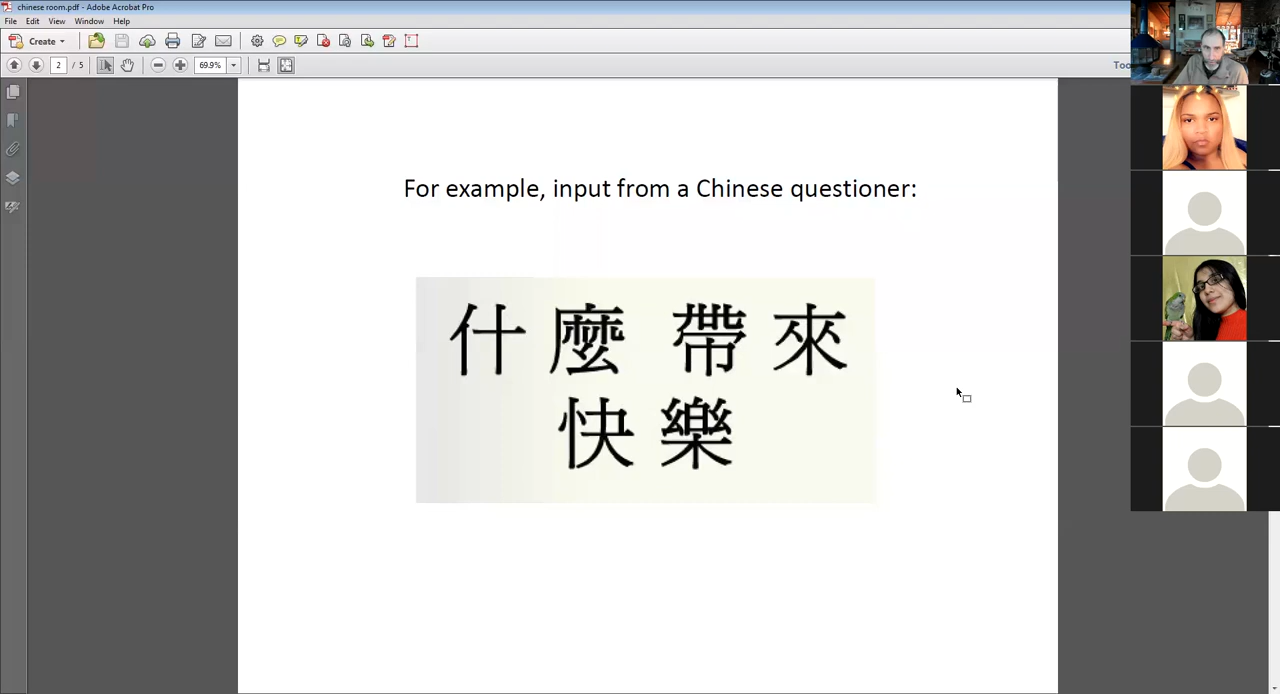 chinese room.pdf - Adobe Acrobat Pro
File Edit View Window Help
Create
2 / 5
69.9%
Too
For example, input from a Chinese questioner:
什麼 帶來
快樂